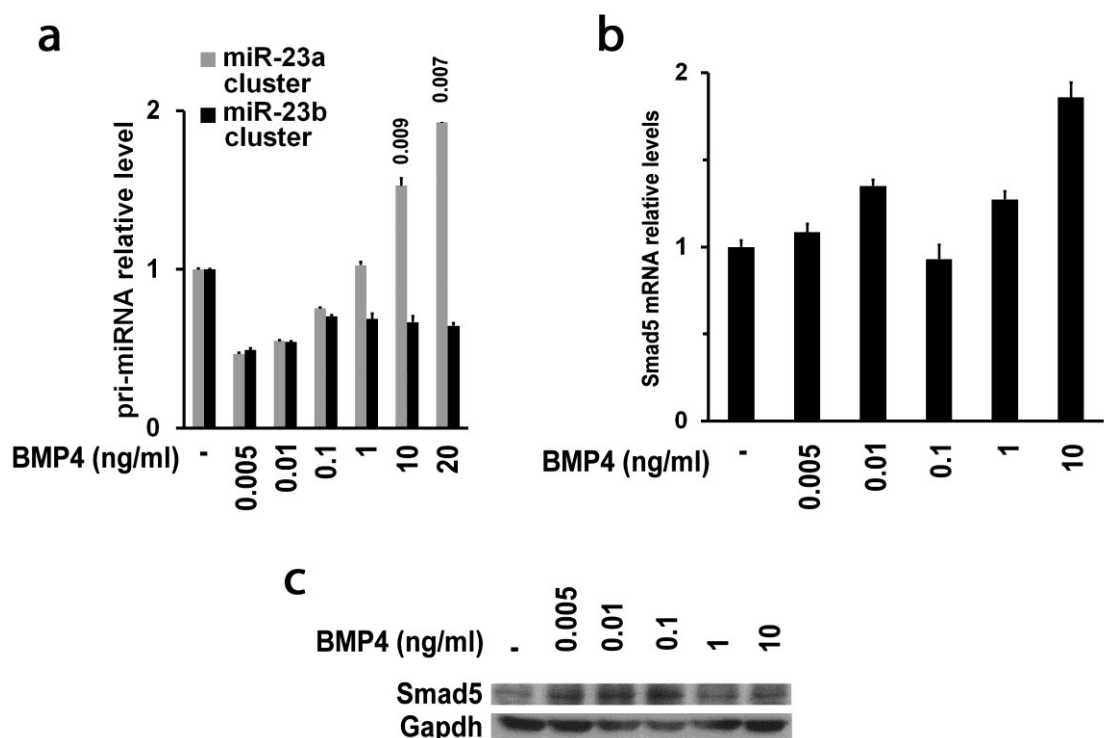 a
miR-23a
cluster
miR-23b
cluster
0.009
0.007
pri-miRNA relative level
2
1
0
BMP4 (ng/ml)
-
0.005
0.01
0.1
1
10
20
b
Smad5 mRNA relative levels
2
1
0
BMP4 (ng/ml)
-
0.005
0.01
0.1
1
10
c
BMP4 (ng/ml)
-
0.005
0.01
0.1
1
10
Smad5
Gapdh